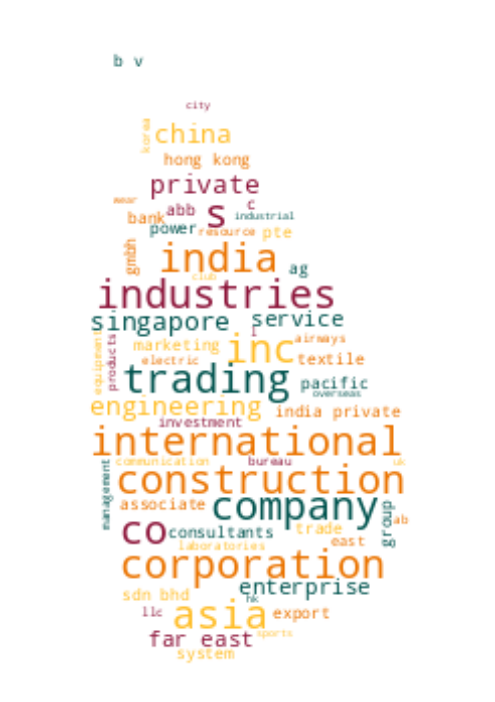 b v
city
korea
china
hong kong
private
wear
abb
s
c
industrial
bank
power
resource
pte
gmbh
india
ag
club
industries
singapore
service
l
equipment
products
marketing
inc
airways
electric
textile
trading
pacific
overseas
engineering
india private
investment
international
communication
bureau
uk
management
construction
associate
company
group
ab
co
consultants
trade
laboratories
east
corporation
sdn bhd
enterprise
hk
llc
asia
export
far east
sports
system